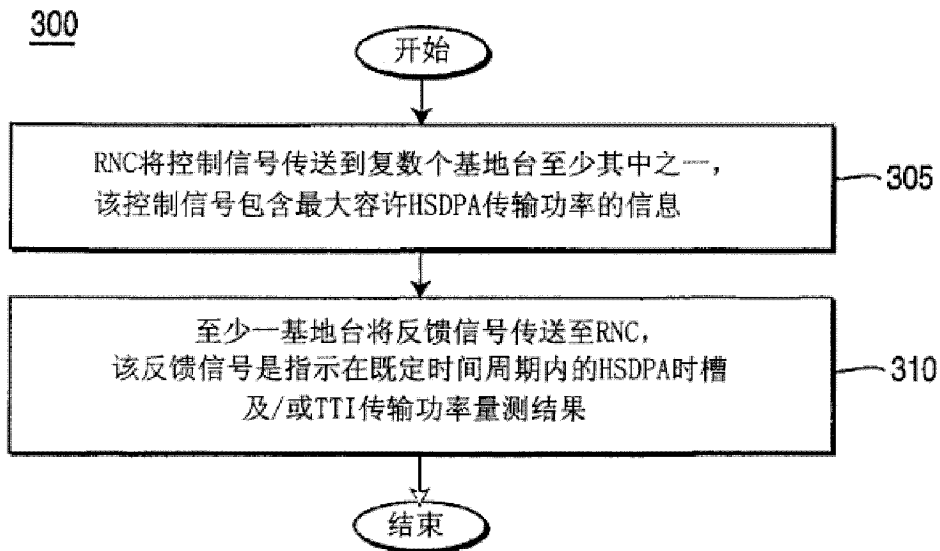 300
开始
RNC将控制信号传送到复数个基地台至少其中之一，
该控制信号包含最大容许HSDPA传输功率的信息
305
至少一基地台将反馈信号传送至RNC，
该反馈信号是指示在既定时间周期内的HSDPA时槽
及/或TTI传输功率量测结果
310
结束